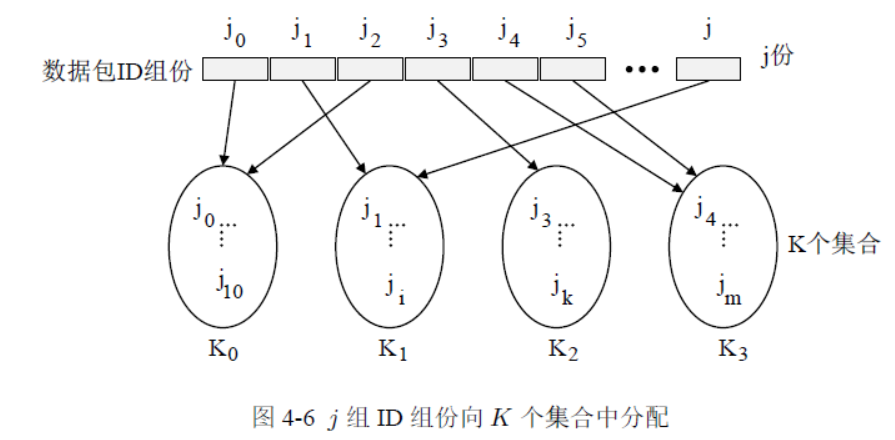 j0 j1 j2 j3 j4 j5 j
数据包ID组份 ••• j份
j0 ... j1 ... j3 ... j4 ...
⋮ ⋮ ⋮ ⋮
K个集合
j10 ji jk jm
K0 K1 K2 K3
图 4-6 j 组 ID 组份向 K 个集合中分配